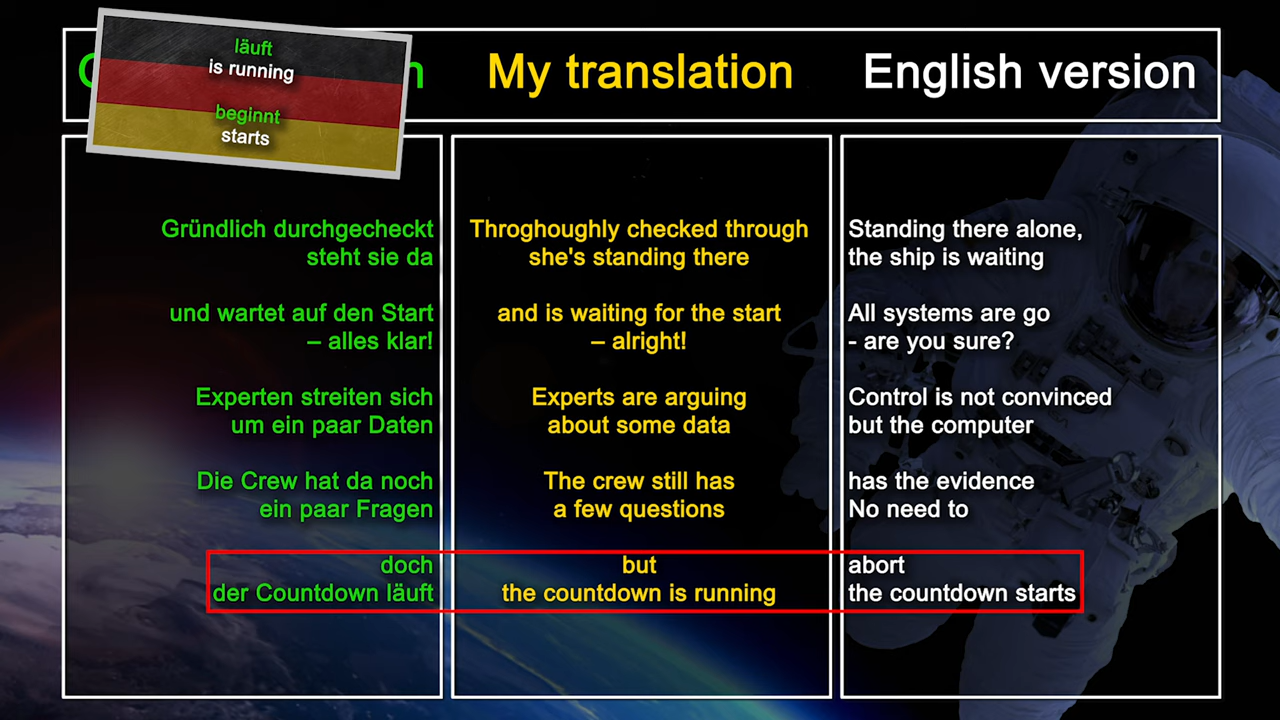 läuft
is running
beginnt
starts
My translation
English version
Gründlich durchgecheckt
steht sie da
und wartet auf den Start
– alles klar!
Experten streiten sich
um ein paar Daten
Die Crew hat da noch
ein paar Fragen
doch
der Countdown läuft
Throghoughly checked through
she's standing there
and is waiting for the start
– alright!
Experts are arguing
about some data
The crew still has
a few questions
but
the countdown is running
Standing there alone,
the ship is waiting
All systems are go
- are you sure?
Control is not convinced
but the computer
has the evidence
No need to
abort
the countdown starts